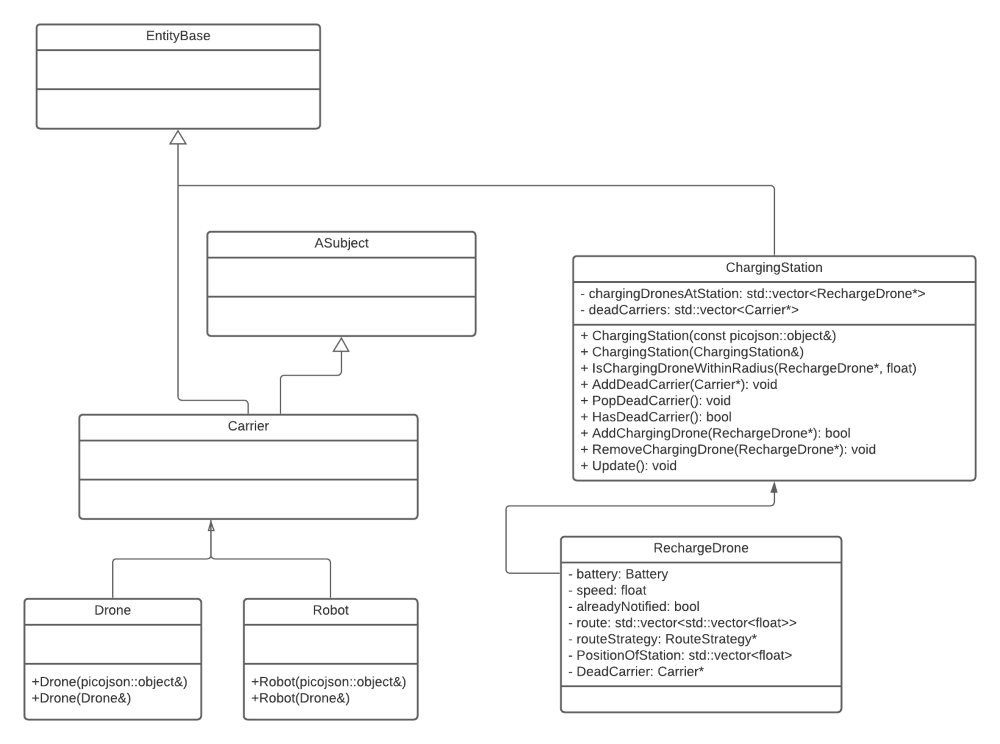 EntityBase
ASubject
ChargingStation
- chargingDronesAtStation: std::vector<RechargeDrone*>
- deadCarriers: std::vector<Carrier*>
+ ChargingStation(const picojson::object&)
+ ChargingStation(ChargingStation&)
+ IsChargingDroneWithinRadius(RechargeDrone*, float)
+ AddDeadCarrier(Carrier*): void
+ PopDeadCarrier(): void
+ HasDeadCarrier(): bool
+ AddChargingDrone(RechargeDrone*): bool
+ RemoveChargingDrone(RechargeDrone*): void
+ Update(): void
Carrier
RechargeDrone
- battery: Battery
- speed: float
- alreadyNotified: bool
- route: std::vector<std::vector<float>>
- routeStrategy: RouteStrategy*
- PositionOfStation: std::vector<float>
- DeadCarrier: Carrier*
Drone
+Drone(picojson::object&)
+Drone(Drone&)
Robot
+Robot(picojson::object&)
+Robot(Drone&)